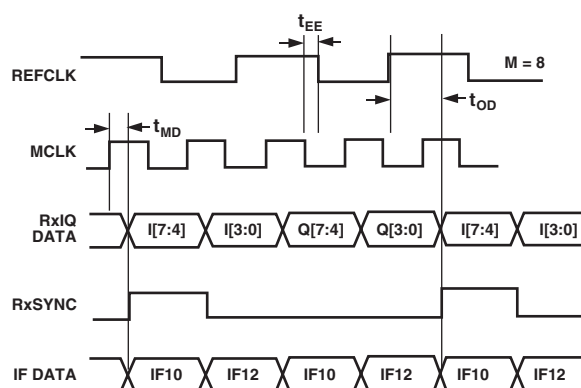 tEE
REFCLK
M = 8
tOD
tMD
MCLK
RxIQ
DATA
I[7:4]
I[3:0]
Q[7:4]
Q[3:0]
I[7:4]
I[3:0]
RxSYNC
IF DATA
IF10
IF12
IF10
IF12
IF10
IF12